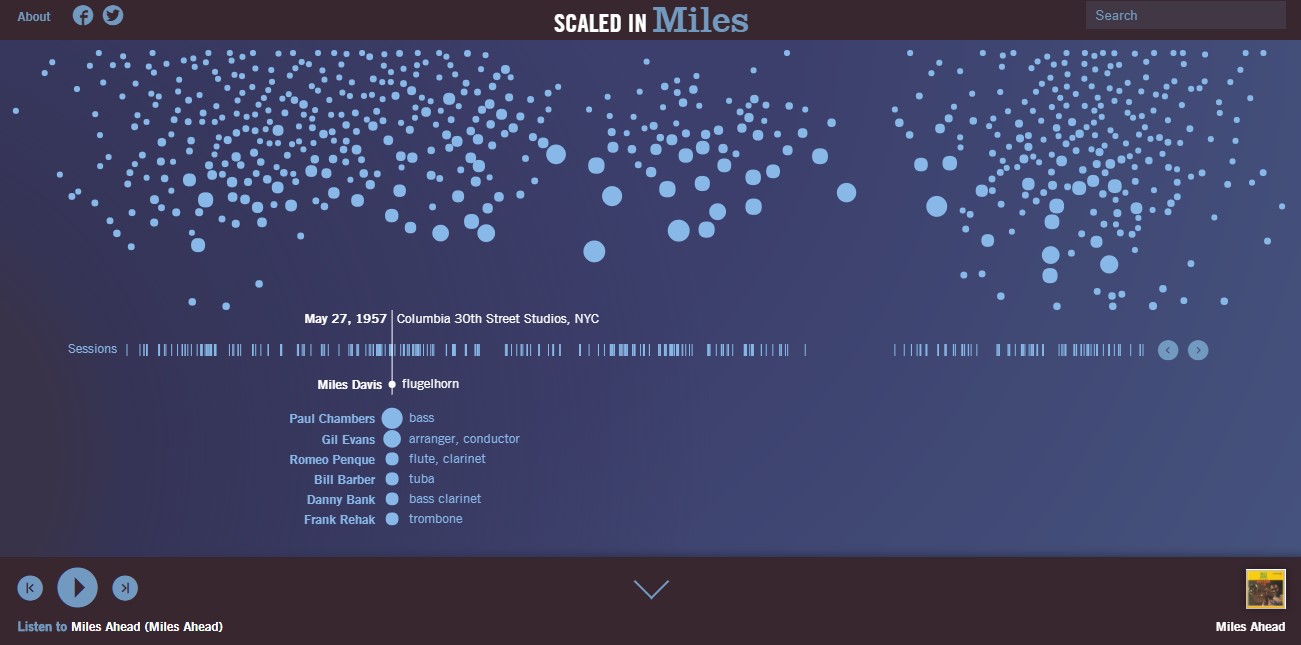 About
SCALED IN Miles
Search
May 27, 1957 Columbia 30th Street Studios, NYC
Sessions
Miles Davis flugelhorn
Paul Chambers bass
Gil Evans arranger, conductor
Romeo Penque flute, clarinet
Bill Barber tuba
Danny Bank bass clarinet
Frank Rehak trombone
Listen to Miles Ahead (Miles Ahead)
Miles Ahead